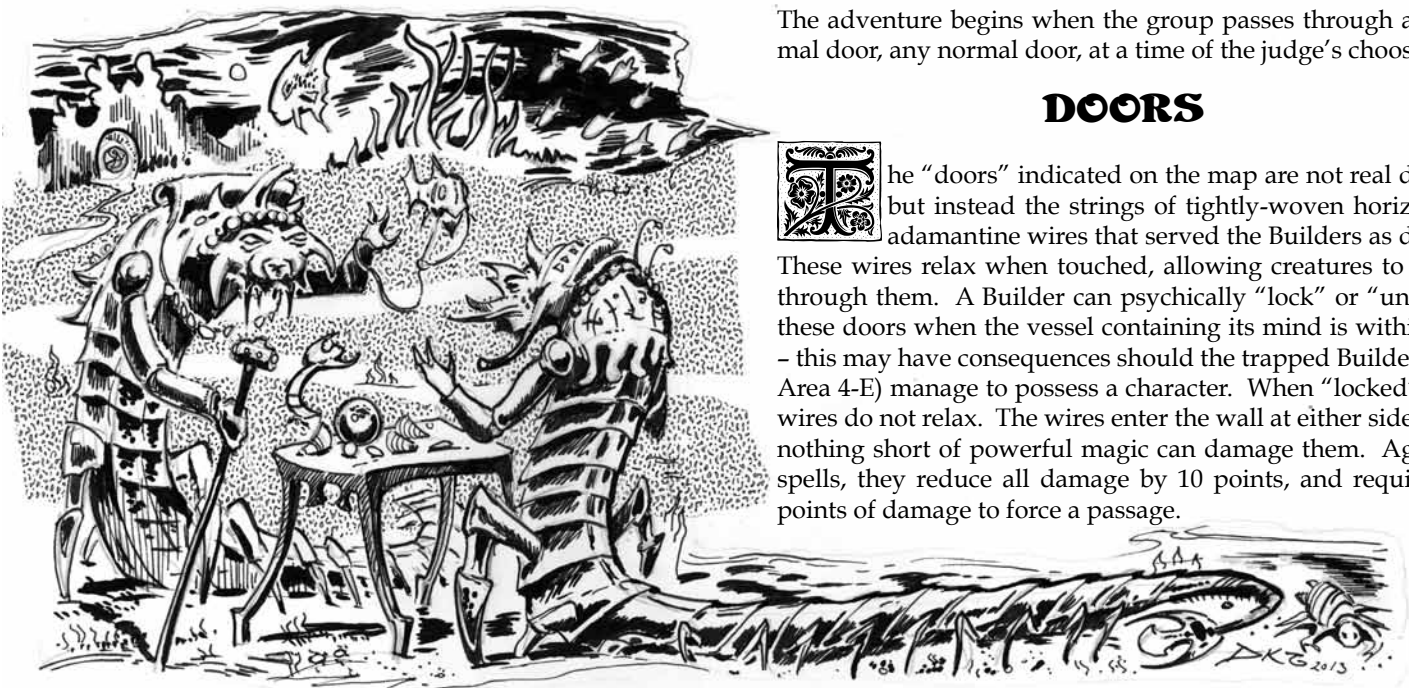 The adventure begins when the group passes through a
mal door, any normal door, at a time of the judge’s choos
DOORS
The “doors” indicated on the map are not real d
but instead the strings of tightly-woven horiz
adamantine wires that served the Builders as d
These wires relax when touched, allowing creatures to
through them. A Builder can psychically “lock” or “un
these doors when the vessel containing its mind is withi
– this may have consequences should the trapped Builde
Area 4-E) manage to possess a character. When “locked”
wires do not relax. The wires enter the wall at either side
nothing short of powerful magic can damage them. Ag
spells, they reduce all damage by 10 points, and requi
points of damage to force a passage.
2013